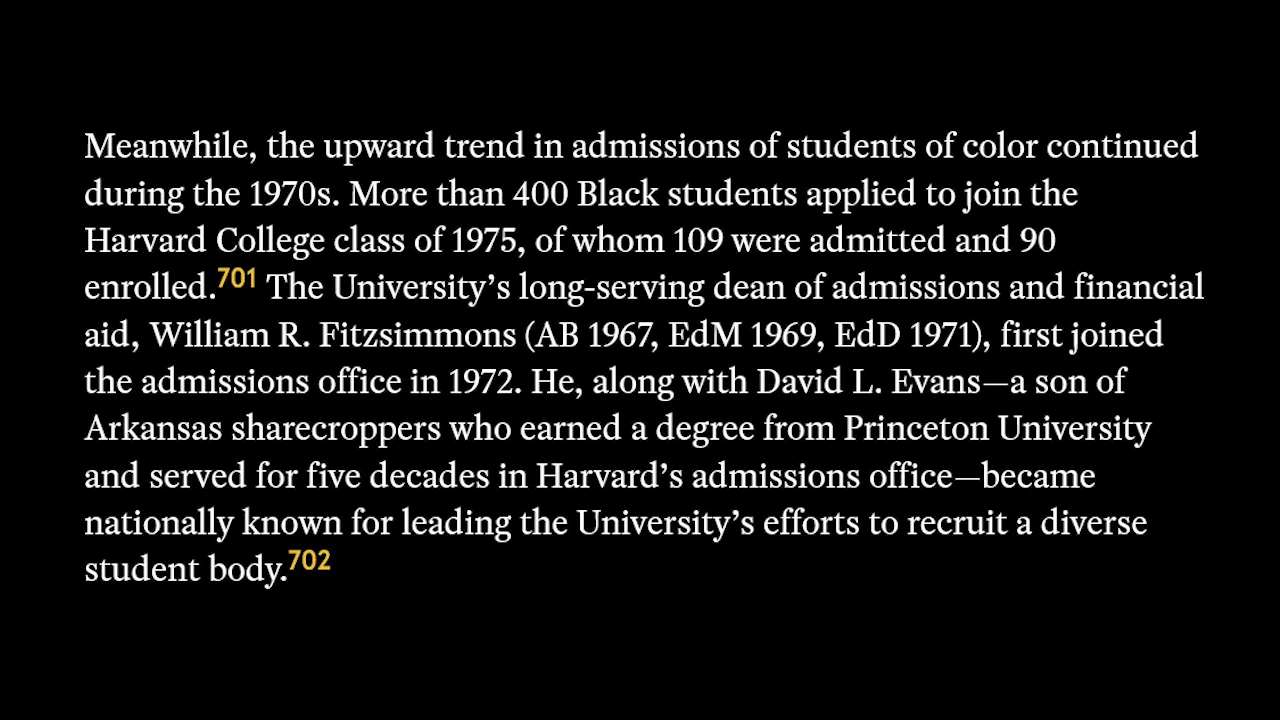 Meanwhile, the upward trend in admissions of students of color continued
during the 1970s. More than 400 Black students applied to join the
Harvard College class of 1975, of whom 109 were admitted and 90
enrolled.701 The University’s long-serving dean of admissions and financial
aid, William R. Fitzsimmons (AB 1967, EdM 1969, EdD 1971), first joined
the admissions office in 1972. He, along with David L. Evans—a son of
Arkansas sharecroppers who earned a degree from Princeton University
and served for five decades in Harvard’s admissions office—became
nationally known for leading the University’s efforts to recruit a diverse
student body.702